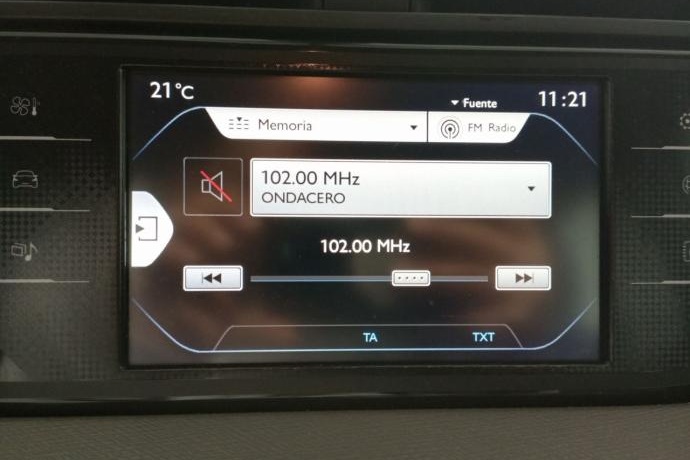 21°C
Fuente
11:21
Memoria
FM Radio
102.00 MHz
ONDACERO
102.00 MHz
TA
TXT